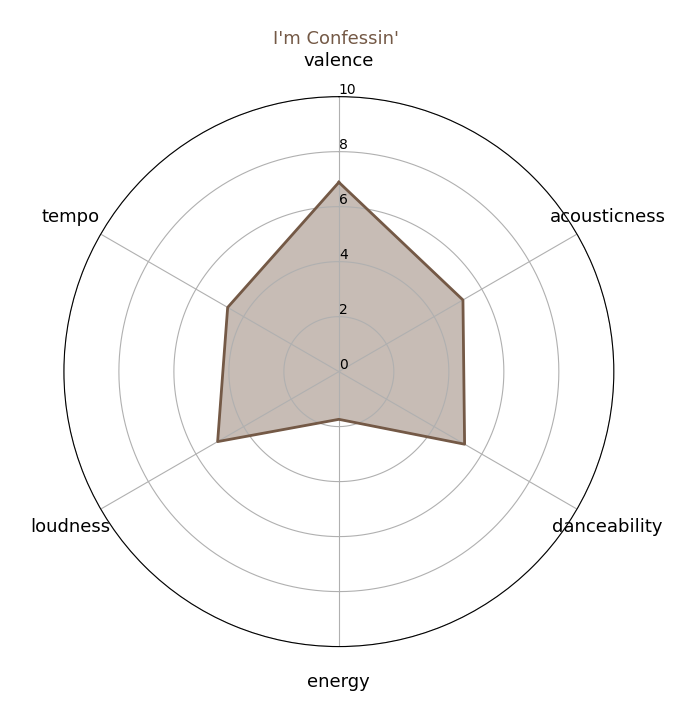 I'm Confessin'
valence
10
8
tempo
acousticness
6
4
2
0
loudness
danceability
energy